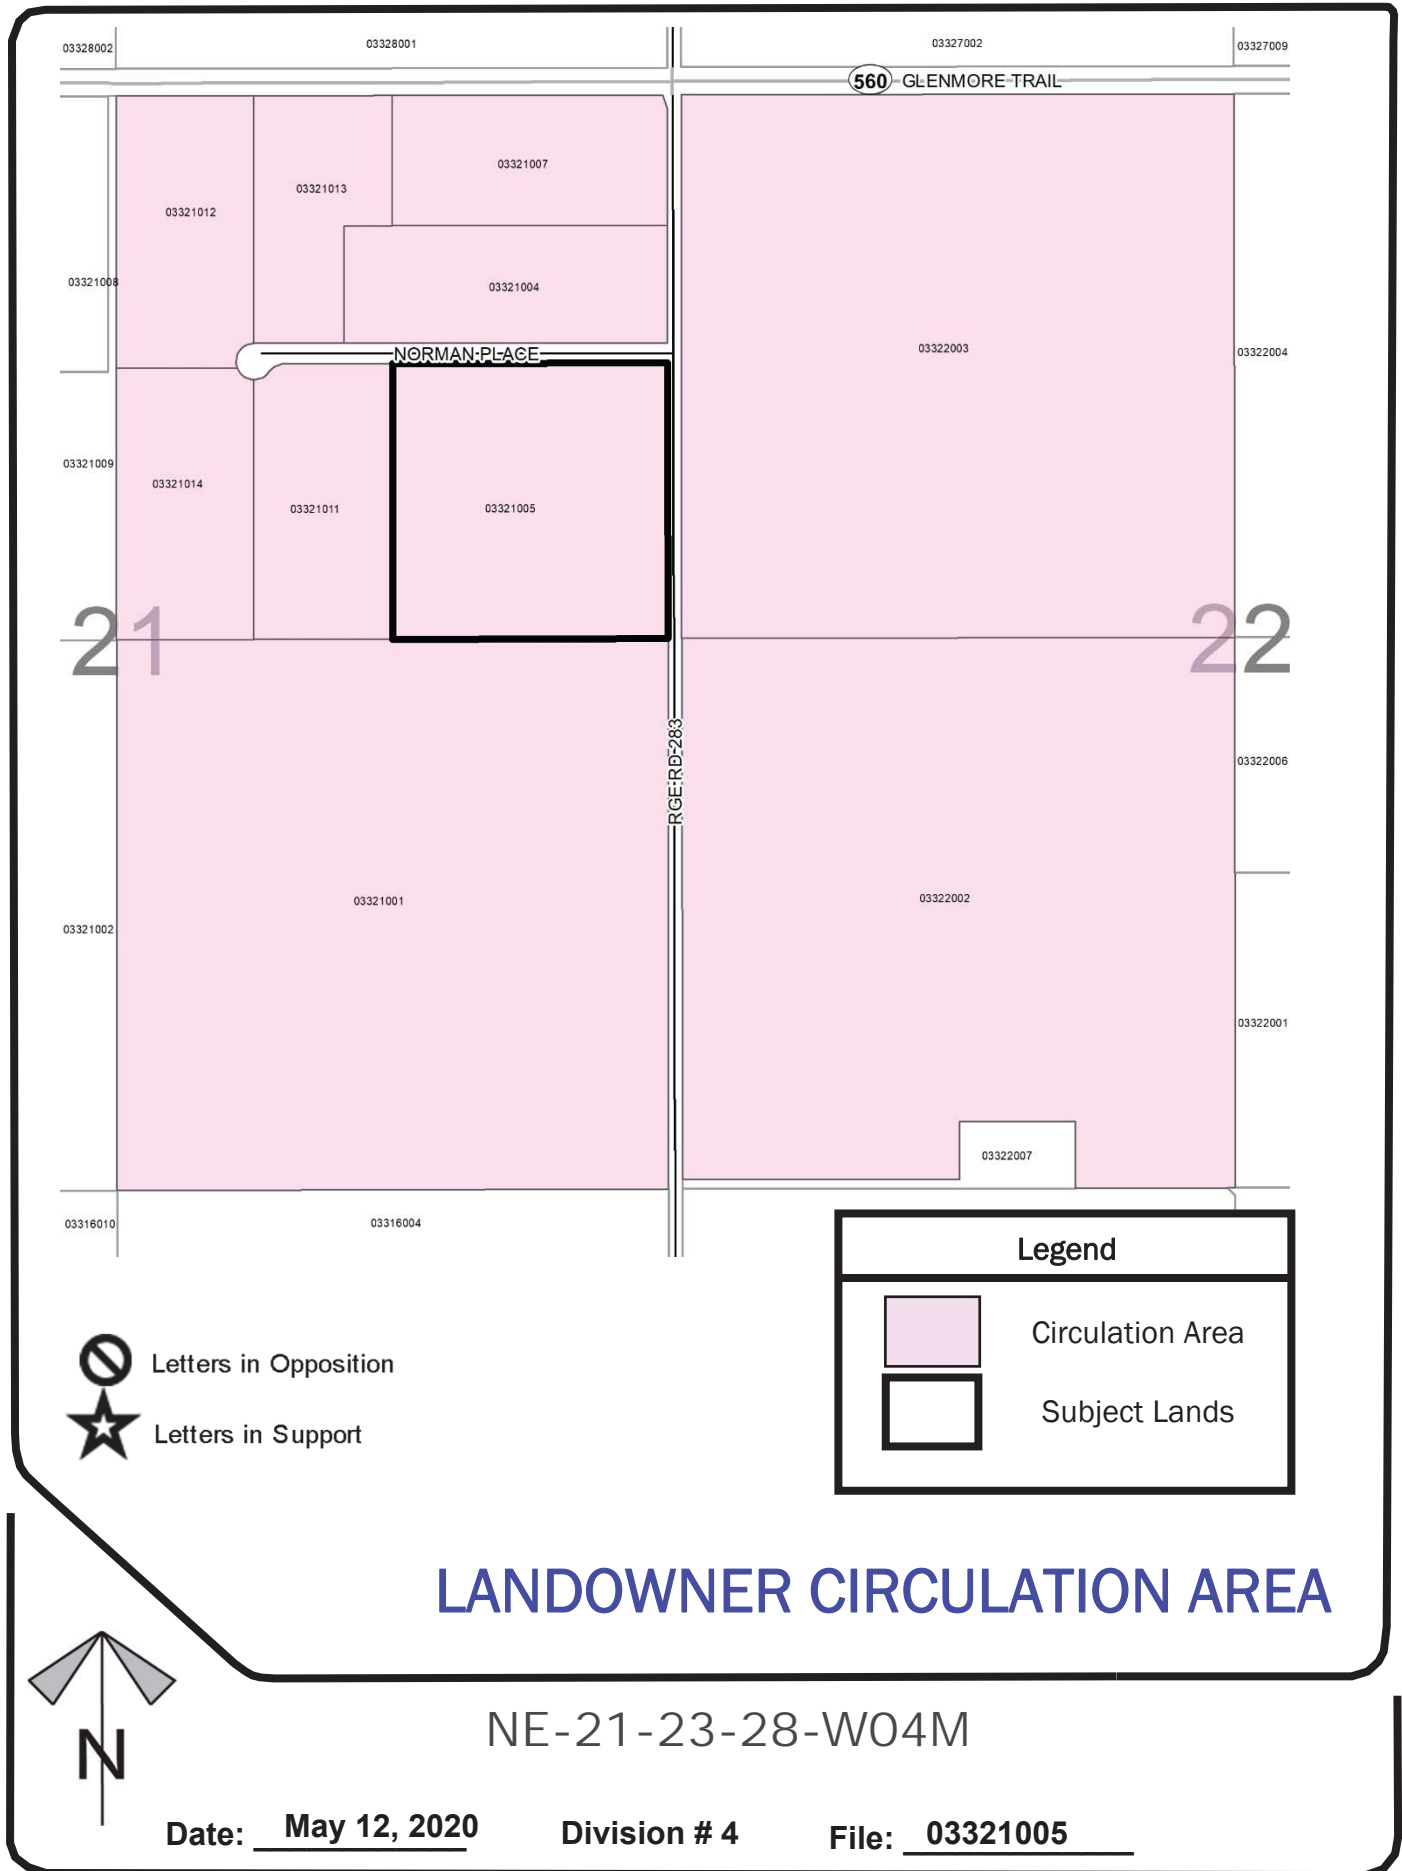 03328002
03328001
03327002
03327009
560 GLENMORE TRAIL
03321007
03321013
03321012
03321008
03321004
NORMAN PLACE
03322003
03322004
03321009
03321014
03321011
03321005
21
22
RGE RD 283
03322006
03321001
03322002
03321002
03322001
03322007
03316010
03316004
Legend
Circulation Area
Subject Lands
Letters in Opposition
Letters in Support
LANDOWNER CIRCULATION AREA
N
NE-21-23-28-W04M
Date: May 12, 2020 Division # 4 File: 03321005